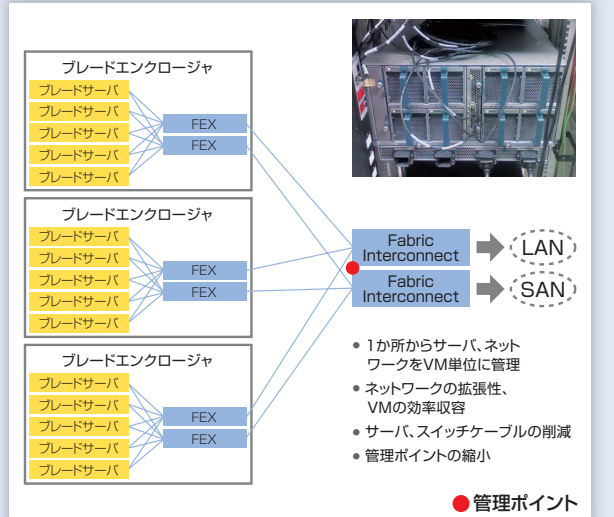 ブレードエンクロージャ
ブレードサーバ
ブレードサーバ
ブレードサーバ
ブレードサーバ
ブレードサーバ
FEX
FEX
ブレードエンクロージャ
ブレードサーバ
ブレードサーバ
ブレードサーバ
ブレードサーバ
ブレードサーバ
FEX
FEX
ブレードエンクロージャ
ブレードサーバ
ブレードサーバ
ブレードサーバ
ブレードサーバ
ブレードサーバ
FEX
FEX
Fabric
Interconnect
LAN
Fabric
Interconnect
SAN
● 1か所からサーバ、ネット
ワークをVM単位に管理
● ネットワークの拡張性、
VMの効率収容
● サーバ、スイッチケーブルの削減
● 管理ポイントの縮小
●管理ポイント